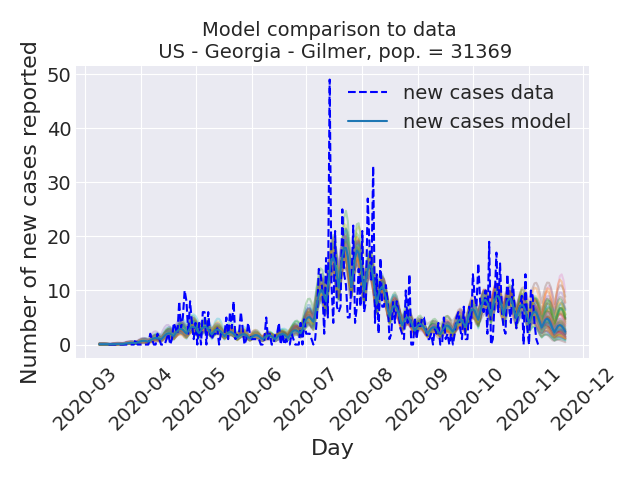 Model comparison to data
US - Georgia - Gilmer, pop. = 31369
Number of new cases reported
50
40
30
20
10
0
new cases data
new cases model
2020-03
2020-04
2020-05
2020-06
2020-07
2020-08
2020-09
2020-10
2020-11
2020-12
Day